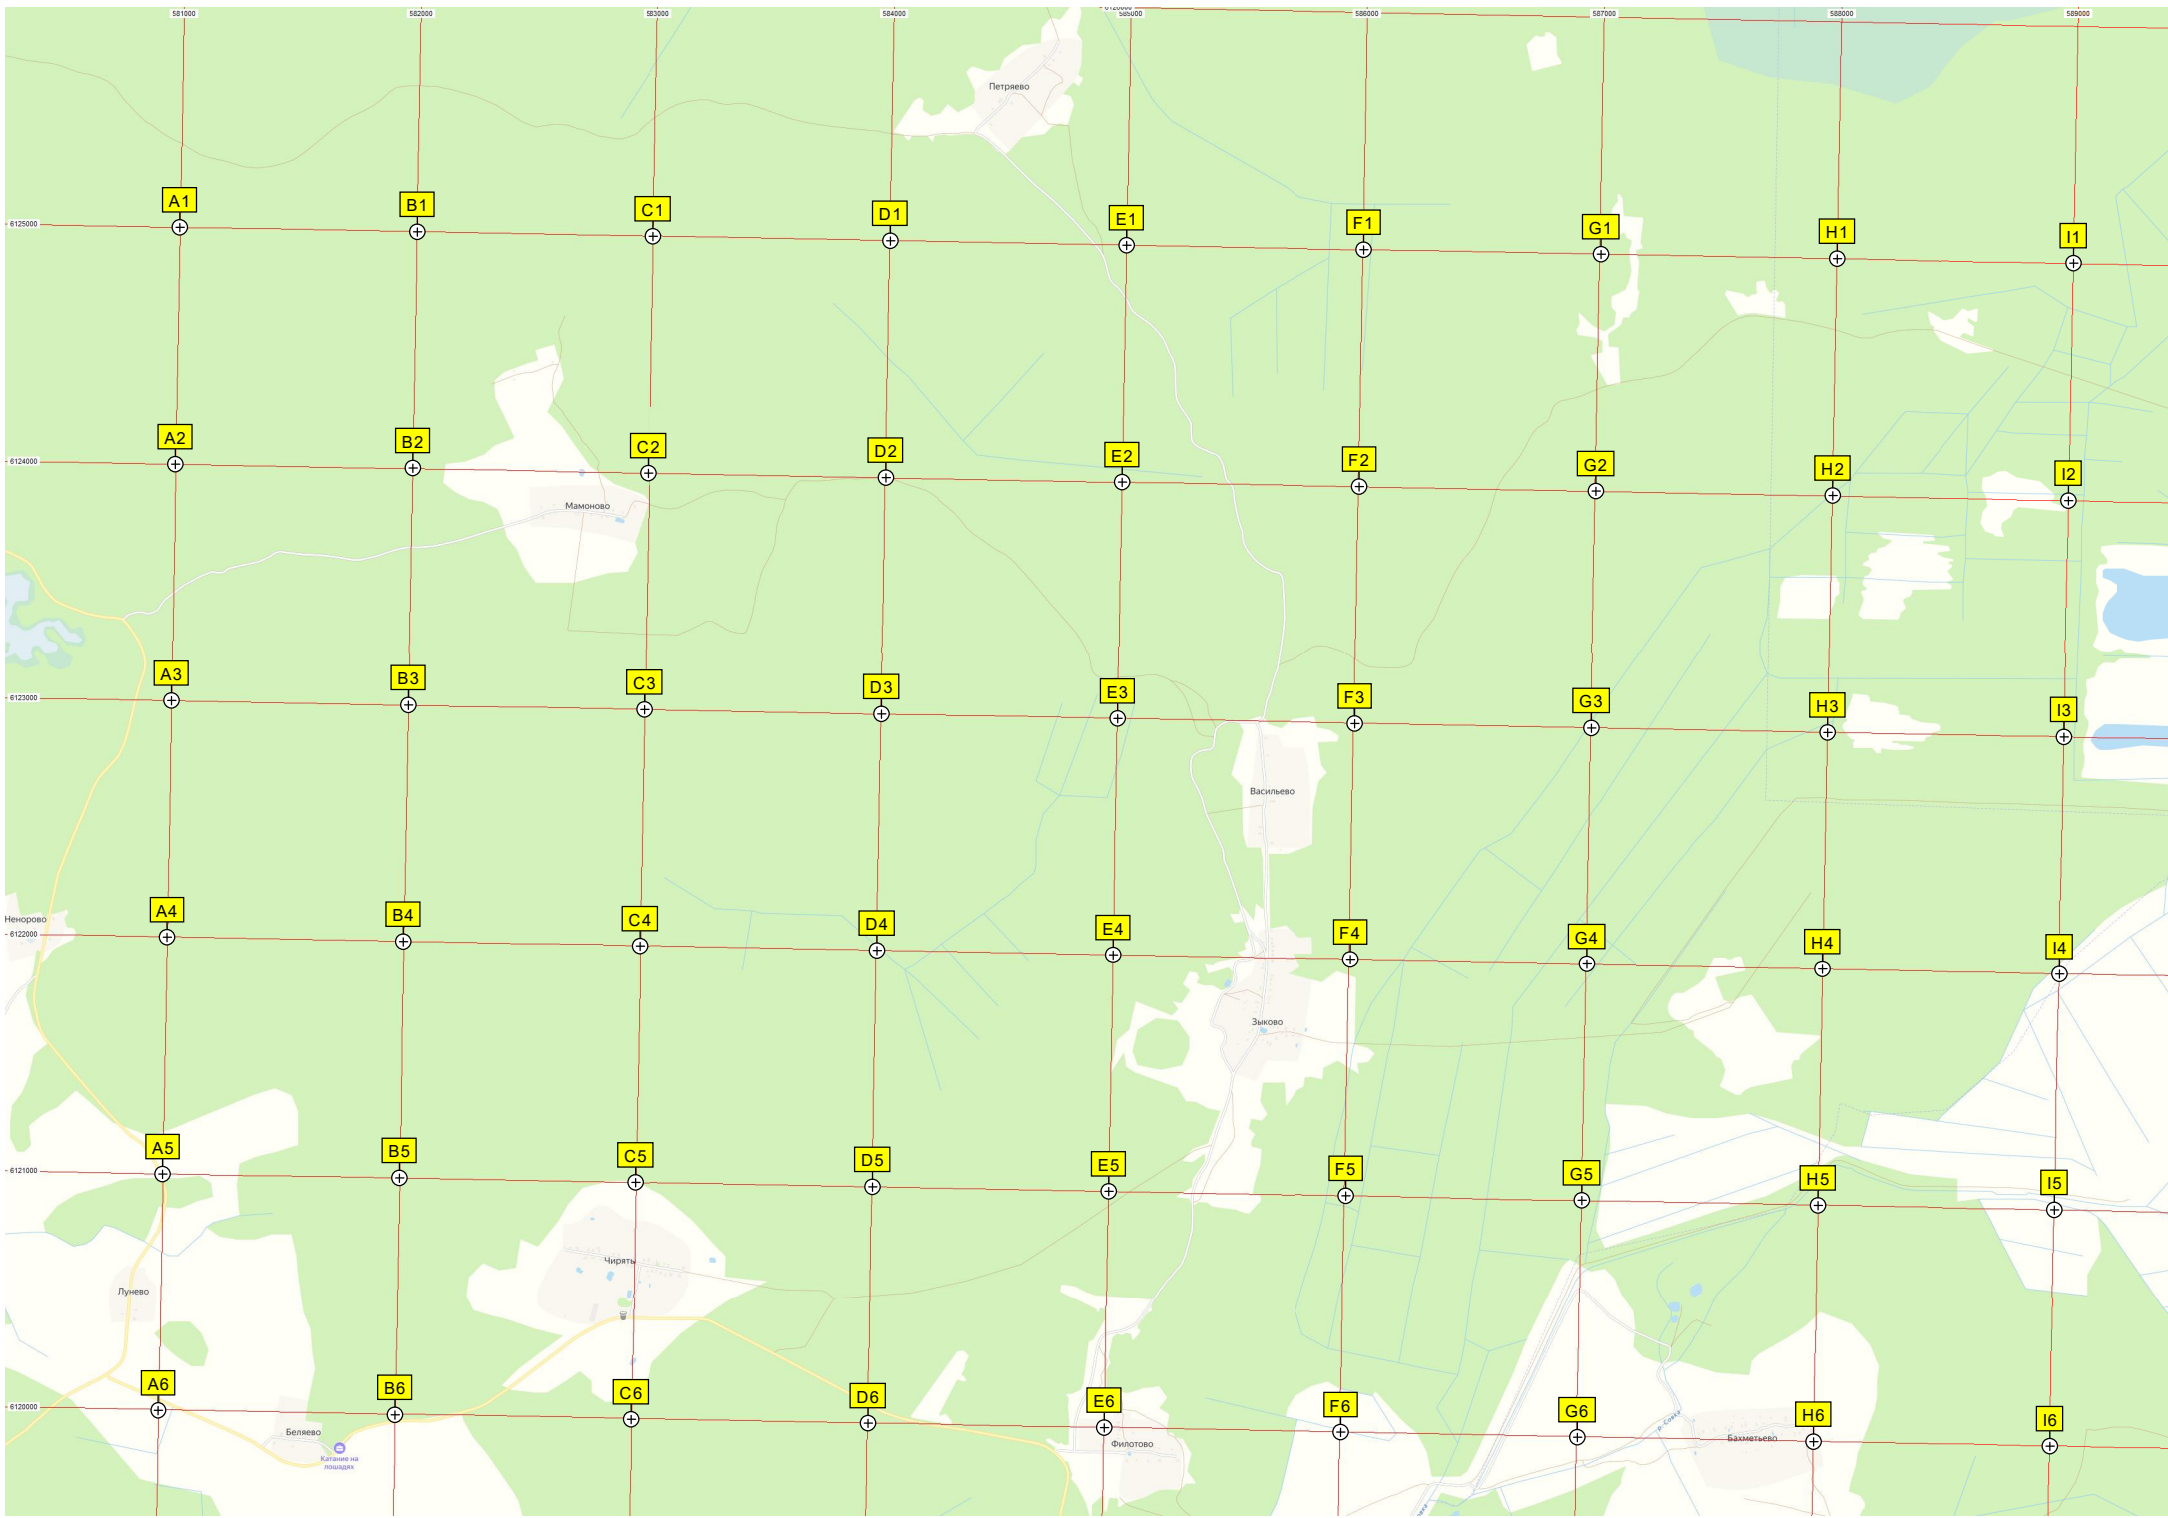 581000 582000 583000 584000 585000 586000 587000 588000 589000
Петряево
A1 B1 C1 D1 E1 F1 G1 H1 I1
6125000
A2 B2 C2 D2 E2 F2 G2 H2 I2
6124000
Мамоново
A3 B3 C3 D3 E3 F3 G3 H3 I3
6123000
Васильево
A4 B4 C4 D4 E4 F4 G4 H4 I4
Ненорово
6122000
Зыково
A5 B5 C5 D5 E5 F5 G5 H5 I5
6121000
Чирять
Лунево
A6 B6 C6 D6 E6 F6 G6 H6 I6
6120000
р. Совка
Беляево
Филотово
Бахметьево
Катание на
лошадях